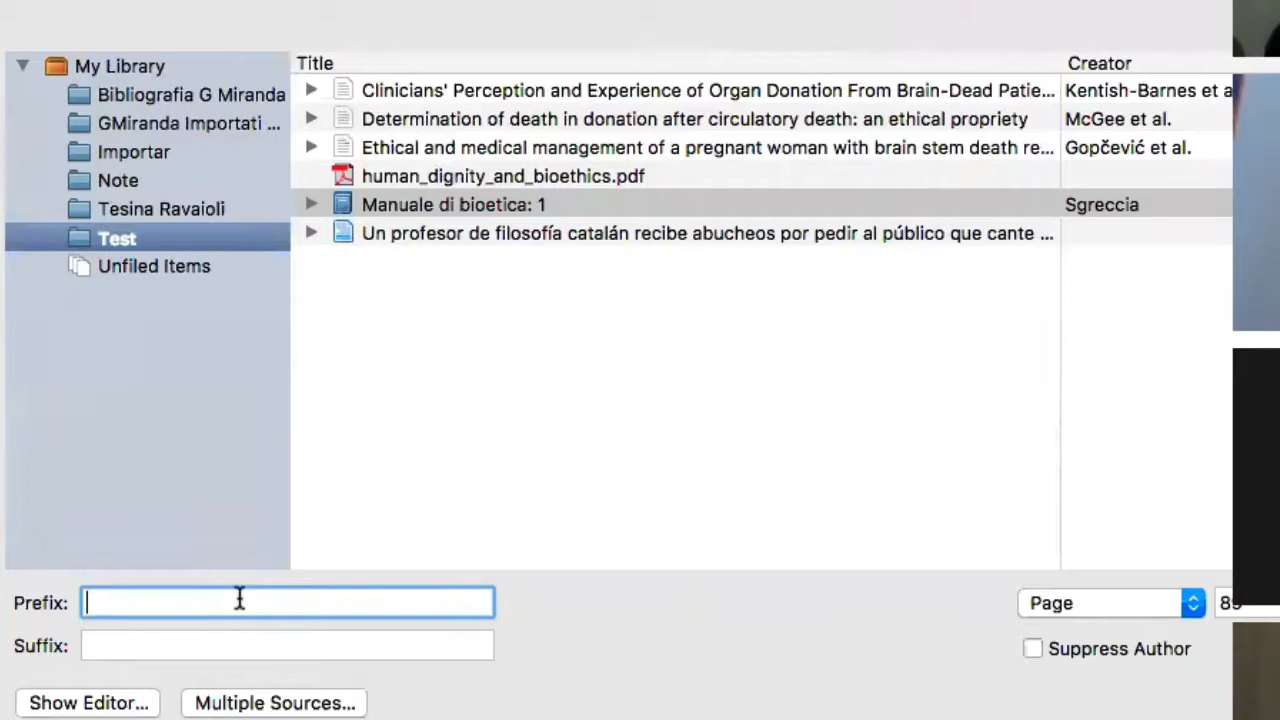 My Library
Bibliografia G Miranda
GMiranda Importati ...
Importar
Note
Tesina Ravaioli
Test
Unfiled Items
Title Creator
Clinicians' Perception and Experience of Organ Donation From Brain-Dead Patie... Kentish-Barnes et a
Determination of death in donation after circulatory death: an ethical propriety McGee et al.
Ethical and medical management of a pregnant woman with brain stem death re... Gopčević et al.
human_dignity_and_bioethics.pdf
Manuale di bioetica: 1 Sgreccia
Un profesor de filosofía catalán recibe abucheos por pedir al público que cante ...
Prefix: Page
Suffix: Suppress Author
Show Editor... Multiple Sources...